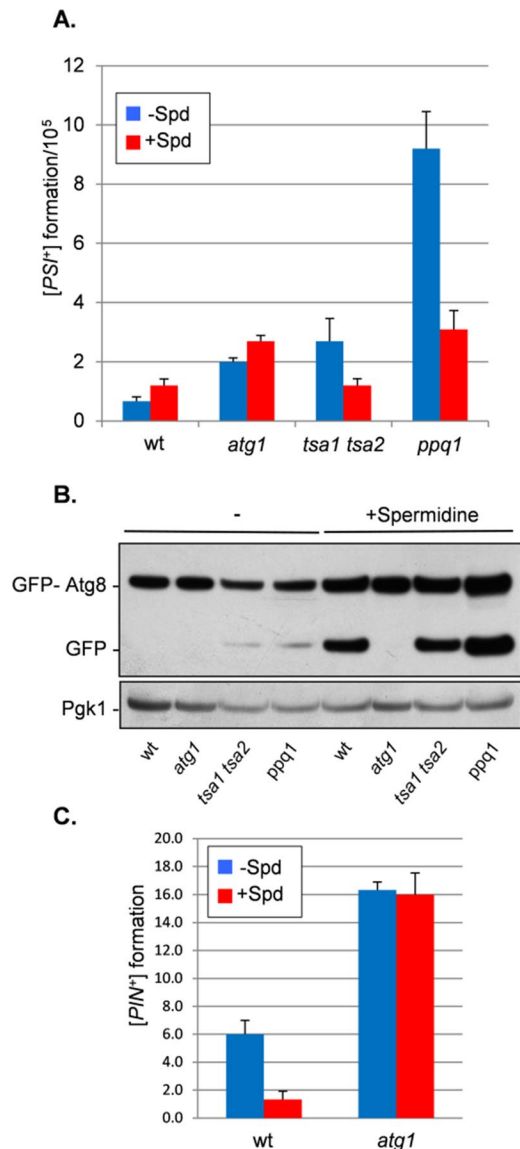 A.
[PSI⁺] formation/10⁵
12
10
8
6
4
2
0
-Spd
+Spd
wt
atg1
tsa1 tsa2
ppq1
B.
-
+Spermidine
GFP- Atg8
GFP
Pgk1 -
wt
atg1
tsa1 tsa2
ppq1
wt
atg1
tsa1 tsa2
ppq1
C.
[PIN⁺] formation
20.0
18.0
16.0
14.0
12.0
10.0
8.0
6.0
4.0
2.0
0.0
-Spd
+Spd
wt
atg1